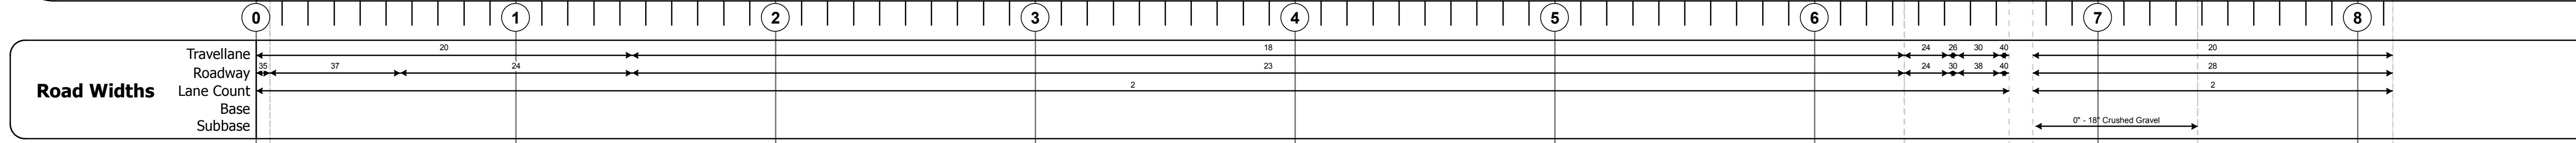 0 1 2 3 4 5 6 7 8
Road Widths
Travellane 20 18 24 26 30 40 20
Roadway 35 37 24 23 24 30 38 40 28
Lane Count 2 2
Base
Subbase 0" - 18" Crushed Gravel